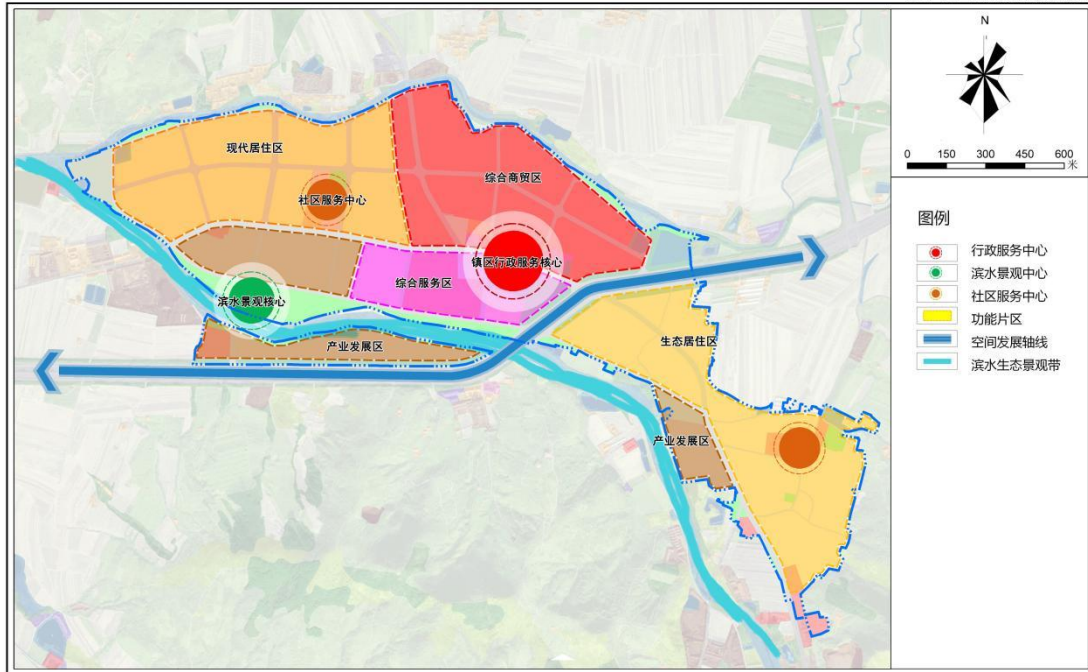 N
0 150 300 450 600
米
现代居住区
综合商贸区
社区服务中心
镇区行政服务核心
综合服务区
滨水景观核心
产业发展区
生态居住区
产业发展区
图例
行政服务中心
滨水景观中心
社区服务中心
功能片区
空间发展轴线
滨水生态景观带